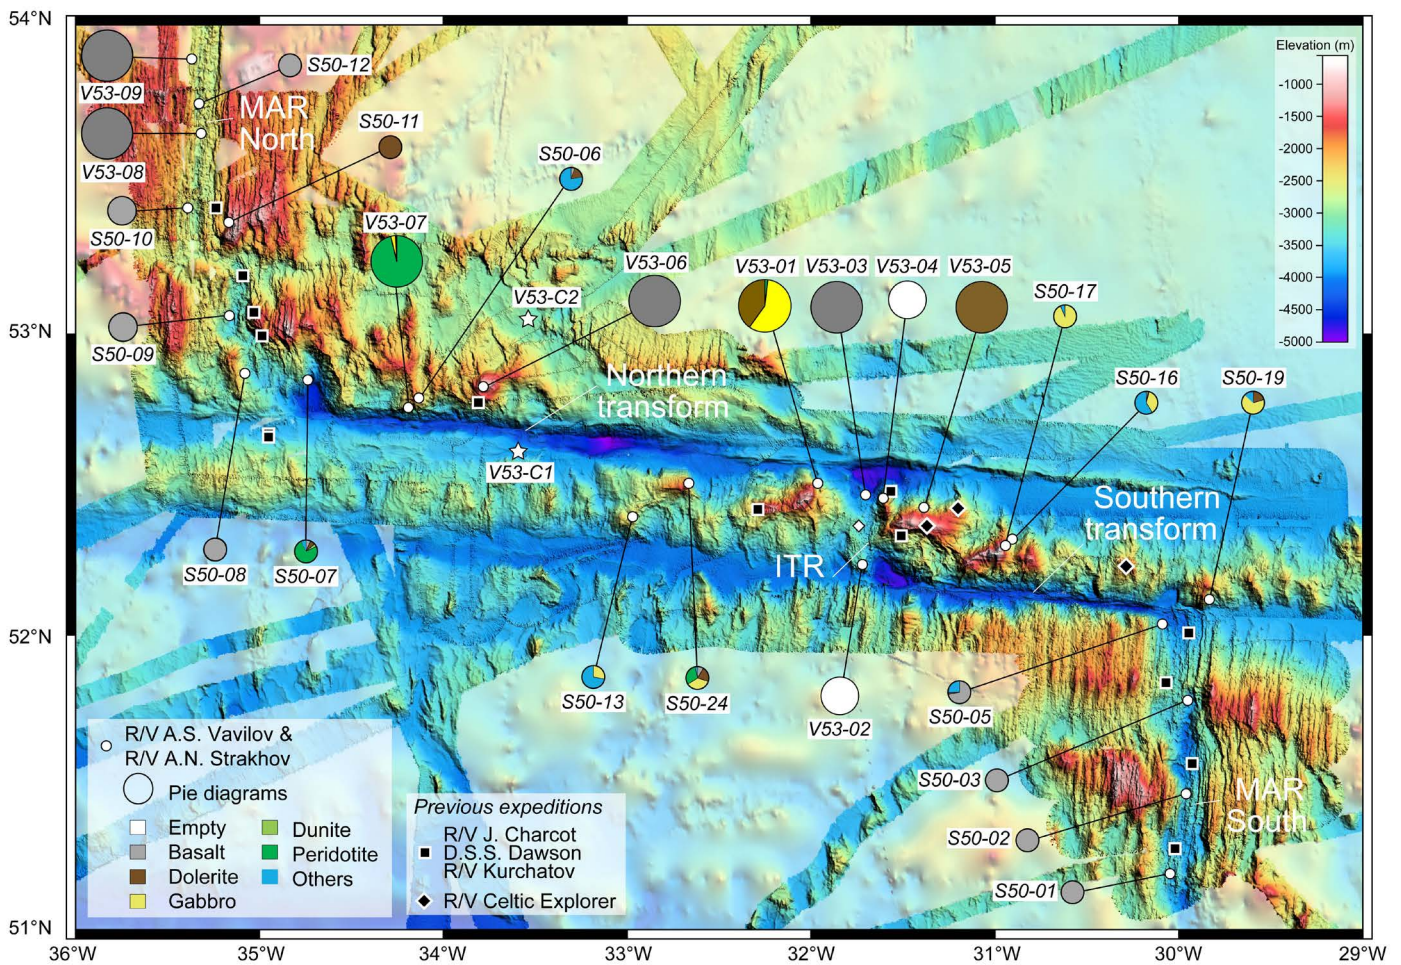 54°N
Elevation (m)
V53-09
S50-12
-1000
MAR
North
-1500
S50-11
-2000
V53-08
S50-06
-2500
S50-10
V53-07
-3000
V53-06
V53-01
V53-03
V53-04
V53-05
-3500
-4000
V53-C2
S50-17
-4500
53°N
-5000
S50-09
Northern
transform
S50-16
S50-19
V53-C1
Southern
transform
S50-08
S50-07
ITR
52°N
S50-13
S50-24
V53-02
S50-05
R/V A.S. Vavilov &
R/V A.N. Strakhov
Pie diagrams
Empty
Basalt
Dolerite
Gabbro
Dunite
Peridotite
Others
Previous expeditions
R/V J. Charcot
D.S.S. Dawson
R/V Kurchatov
R/V Celtic Explorer
S50-03
MAR
South
S50-02
S50-01
51°N
36°W
35°W
34°W
33°W
32°W
31°W
30°W
29°W